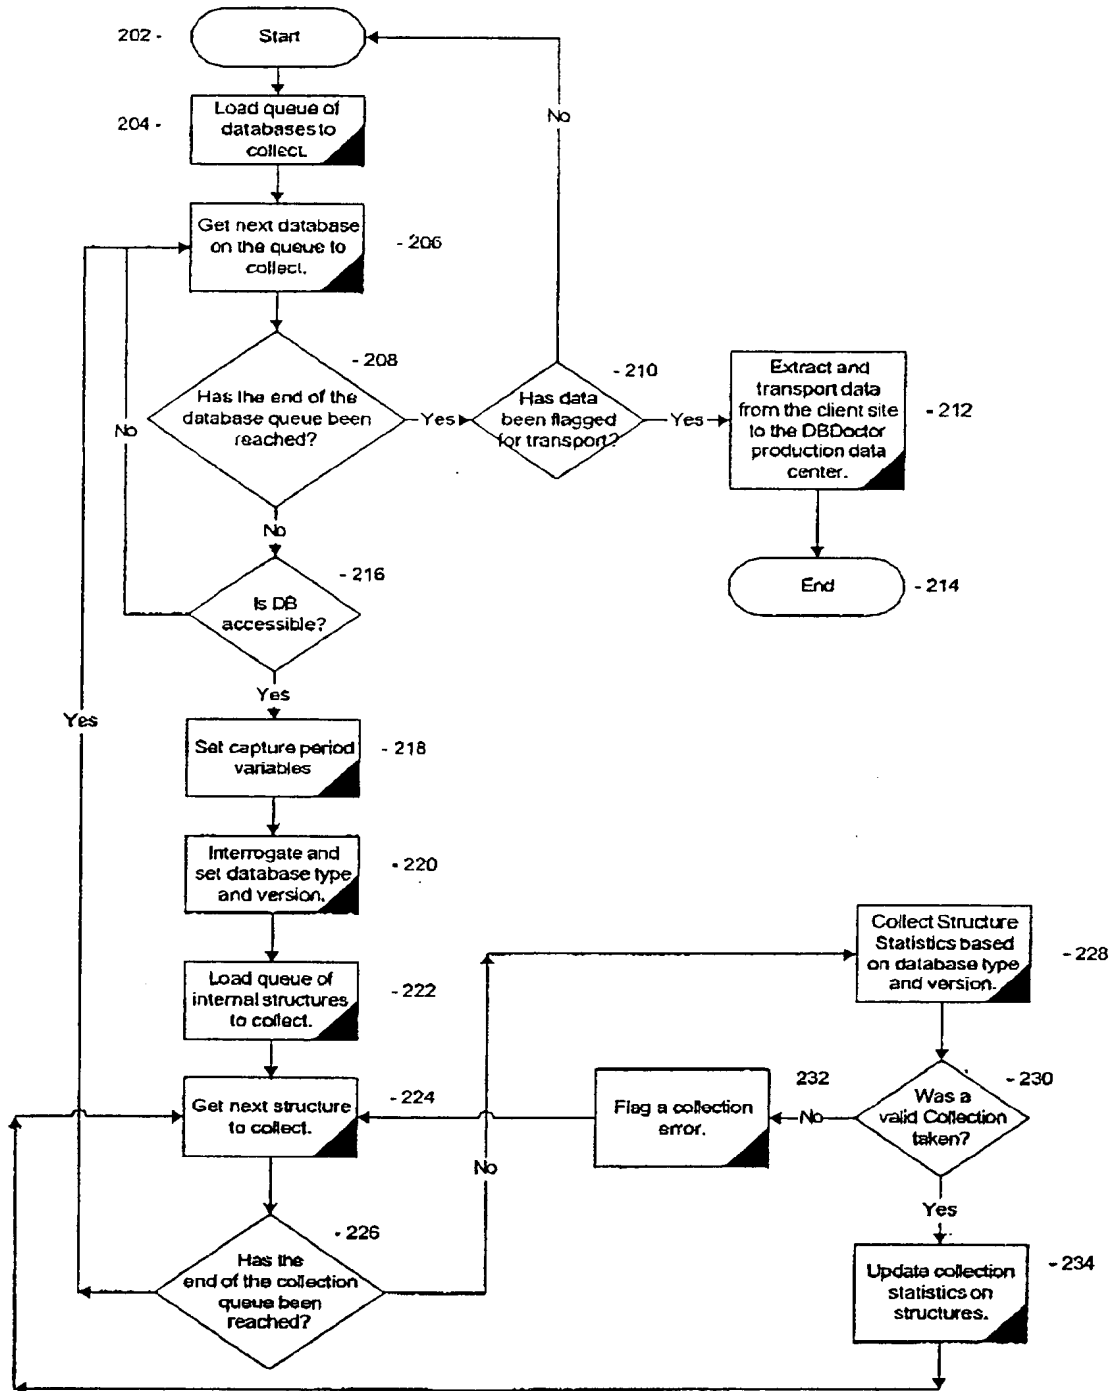 202 -
Start
No
204 -
Load queue of
databases to
collect.
Get next database
on the queue to
collect.
- 206
- 208
Has the end of the
database queue been
reached?
Yes
- 210
Has data
been flagged
for transport?
Yes
Extract and
transport data
from the client site
to the DBDoctor
production data
center.
- 212
No
No
- 216
Is DB
accessible?
End
- 214
Yes
Yes
Set capture period
variables
- 218
Interrogate and
set database type
and version.
- 220
Load queue of
internal structures
to collect.
- 222
Collect Structure
Statistics based
on database type
and version.
- 228
Get next structure
to collect.
- 224
Flag a collection
error.
232
No
- 230
Was a
valid Collection
taken?
No
Yes
- 226
Has the
end of the collection
queue been
reached?
Update collection
statistics on
structures.
- 234